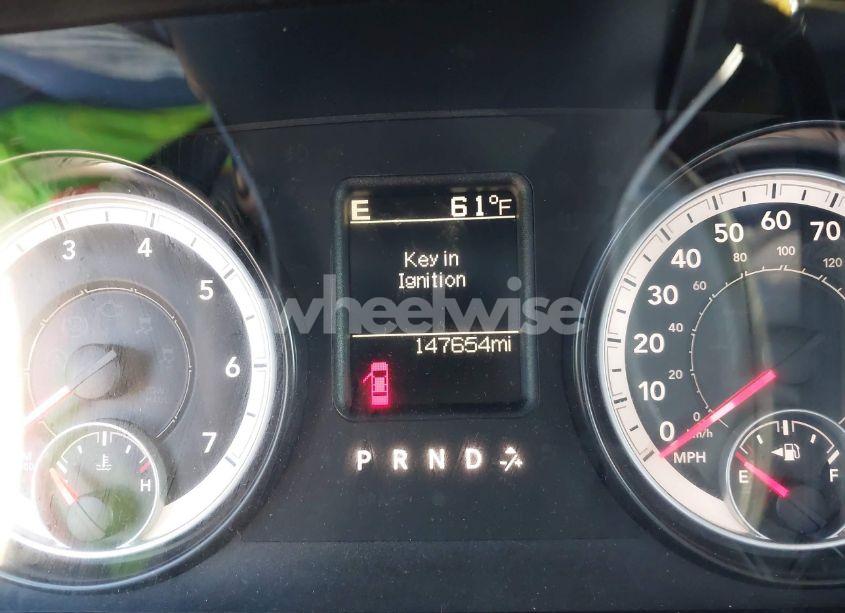 E 61°F
Key in
Ignition
wheelwise
147654mi
P R N D
3 4 5 6 7
H
0 10 20 30 40 50 60 70
0 20 40 60 80 100 120
km/h
MPH
E F